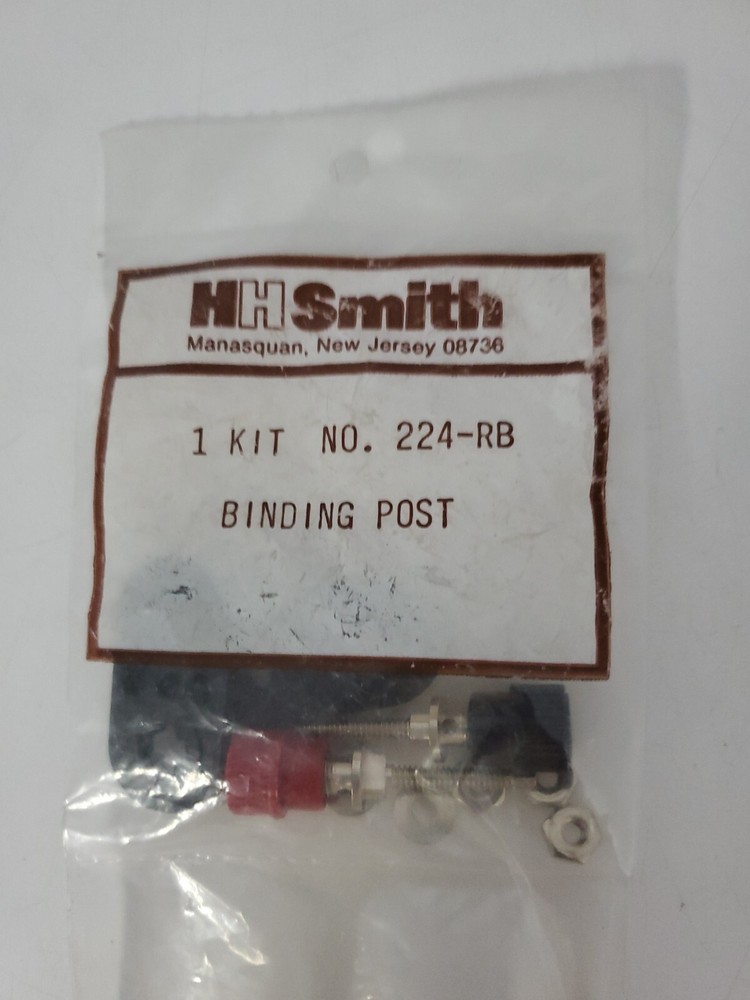 HHSmith
Manasquan, New Jersey 08736
1 KIT NO. 224-RB
BINDING POST